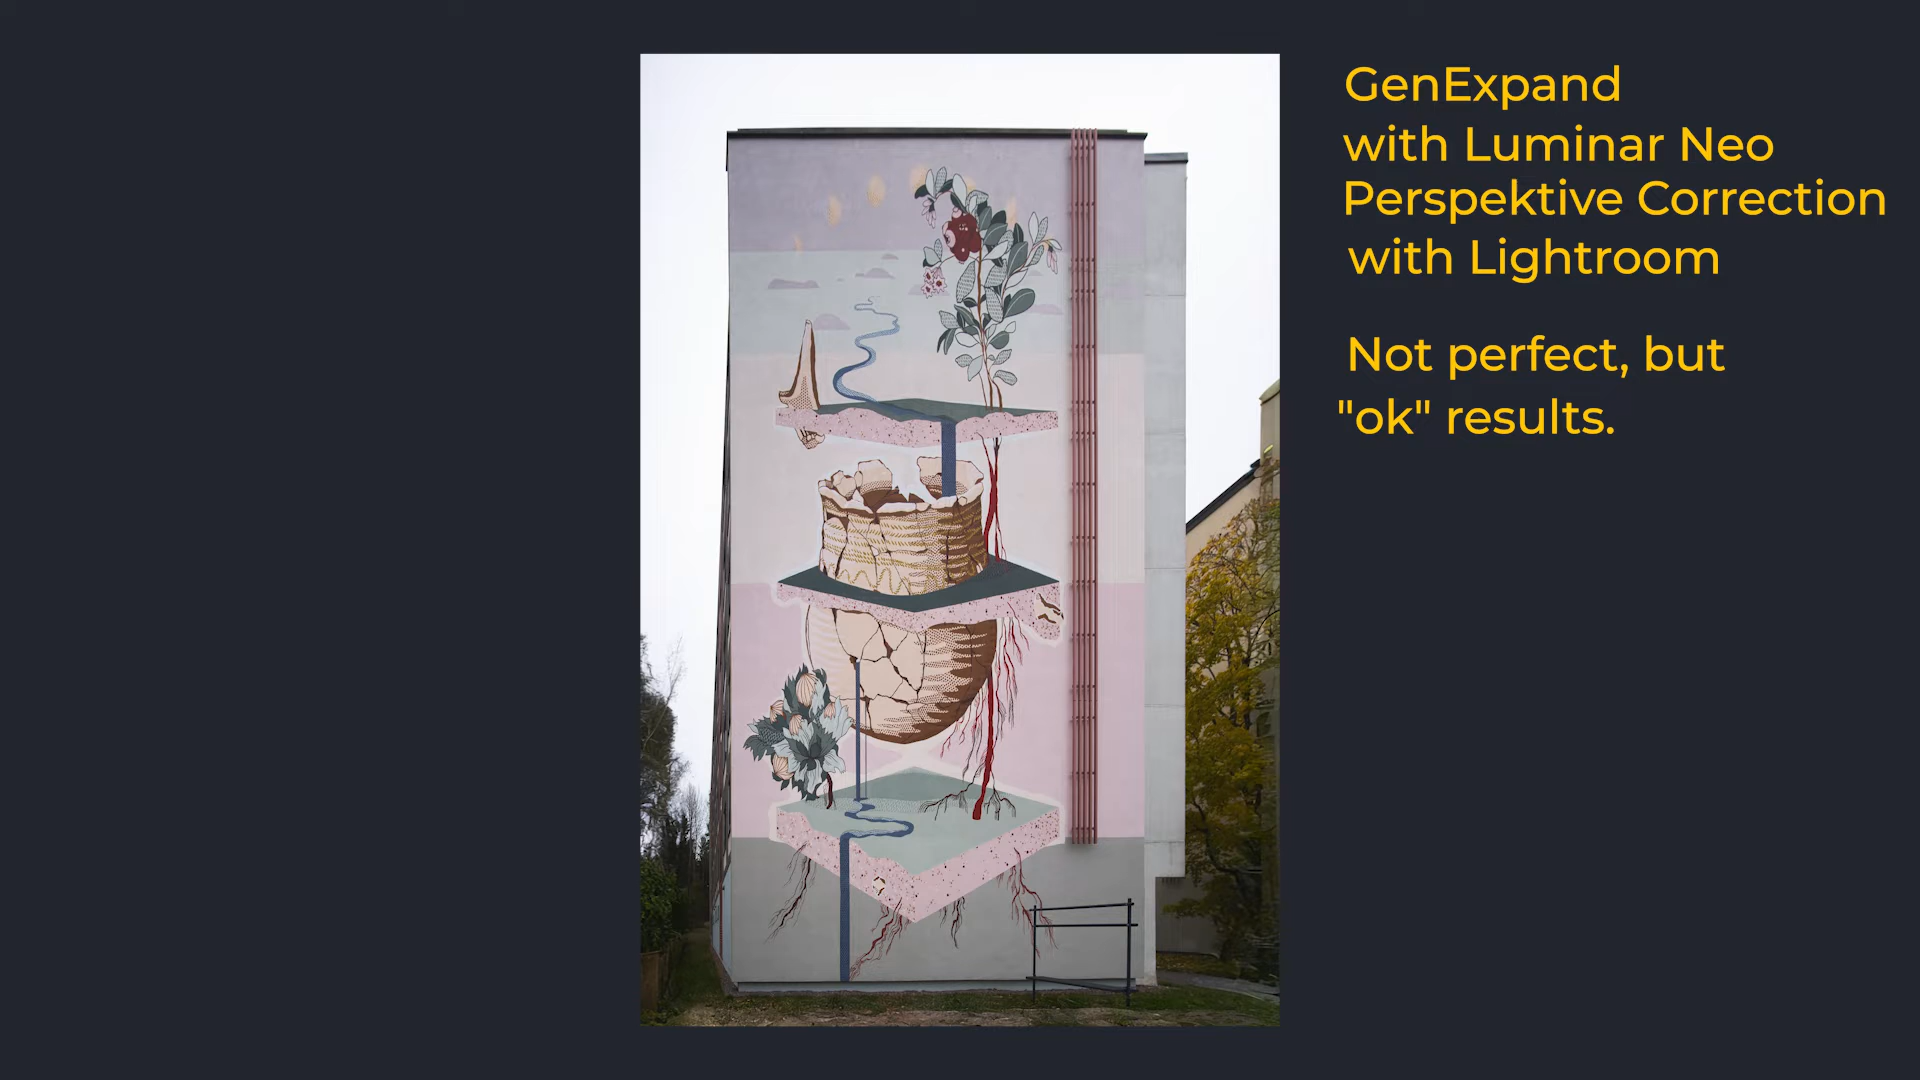 GenExpand
with Luminar Neo
Perspektive Correction
with Lightroom
Not perfect, but
"ok" results.